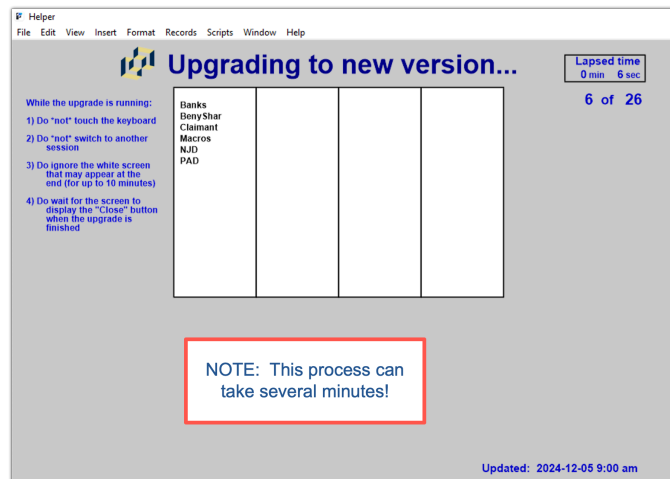 Helper
File Edit View Insert Format Records Scripts Window Help
Upgrading to new version...
Lapsed time
0 min 6 sec
6 of 26
While the upgrade is running:
1) Do *not* touch the keyboard
2) Do *not* switch to another
session
3) Do ignore the white screen
that may appear at the
end (for up to 10 minutes)
4) Do wait for the screen to
display the "Close" button
when the upgrade is
finished
Banks
BenyShar
Claimant
Macros
NJD
PAD
NOTE: This process can
take several minutes!
Updated: 2024-12-05 9:00 am